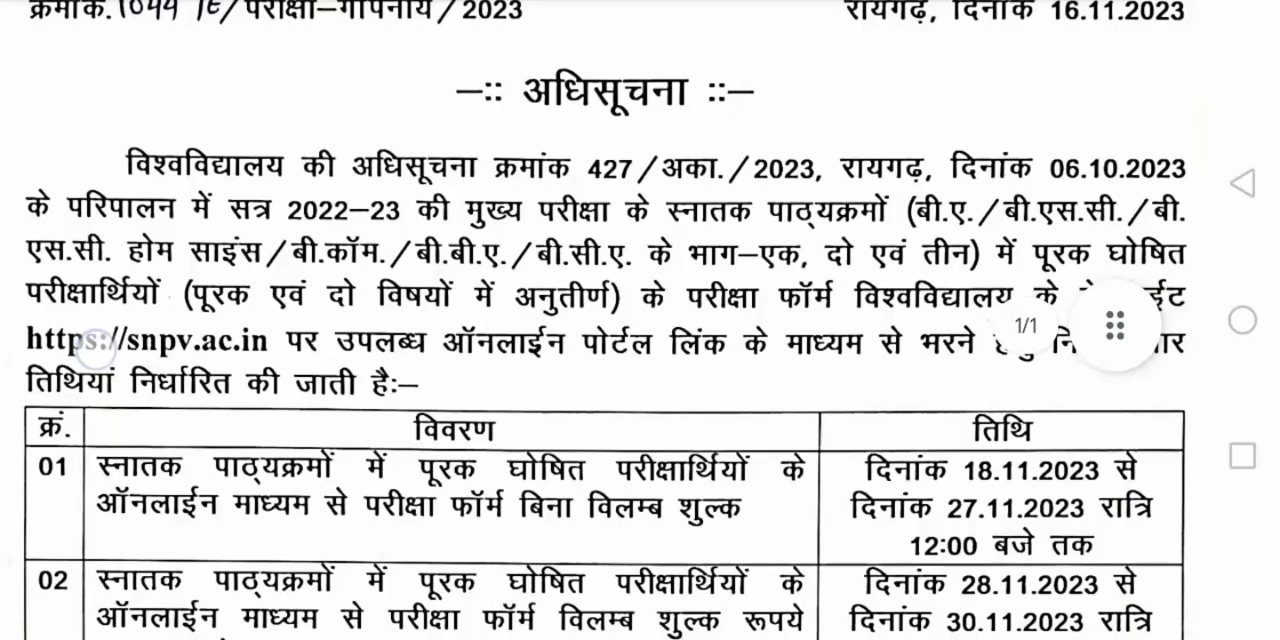 क्रमांक.1044 /E/परीक्षा–गोपनीय/2023 रायगढ़, दिनांक 16.11.2023
–:: अधिसूचना ::–
विश्वविद्यालय की अधिसूचना क्रमांक 427/अका./2023, रायगढ़, दिनांक 06.10.2023
के परिपालन में सत्र 2022–23 की मुख्य परीक्षा के स्नातक पाठ्यक्रमों (बी.ए./बी.एस.सी./बी.
एस.सी. होम साइंस/बी.कॉम./बी.बी.ए./बी.सी.ए. के भाग–एक, दो एवं तीन) में पूरक घोषित
परीक्षार्थियों (पूरक एवं दो विषयों में अनुतीर्ण) के परीक्षा फॉर्म विश्वविद्यालय के
https://snpv.ac.in पर उपलब्ध ऑनलाईन पोर्टल लिंक के माध्यम से भरने
1/1
तिथियां निर्धारित की जाती है:–
क्रं. विवरण तिथि
01 स्नातक पाठ्यक्रमों में पूरक घोषित परीक्षार्थियों के दिनांक 18.11.2023 से
ऑनलाईन माध्यम से परीक्षा फॉर्म बिना विलम्ब शुल्क दिनांक 27.11.2023 रात्रि
12:00 बजे तक
02 स्नातक पाठ्यक्रमों में पूरक घोषित परीक्षार्थियों के दिनांक 28.11.2023 से
ऑनलाईन माध्यम से परीक्षा फॉर्म विलम्ब शुल्क रूपये दिनांक 30.11.2023 रात्रि